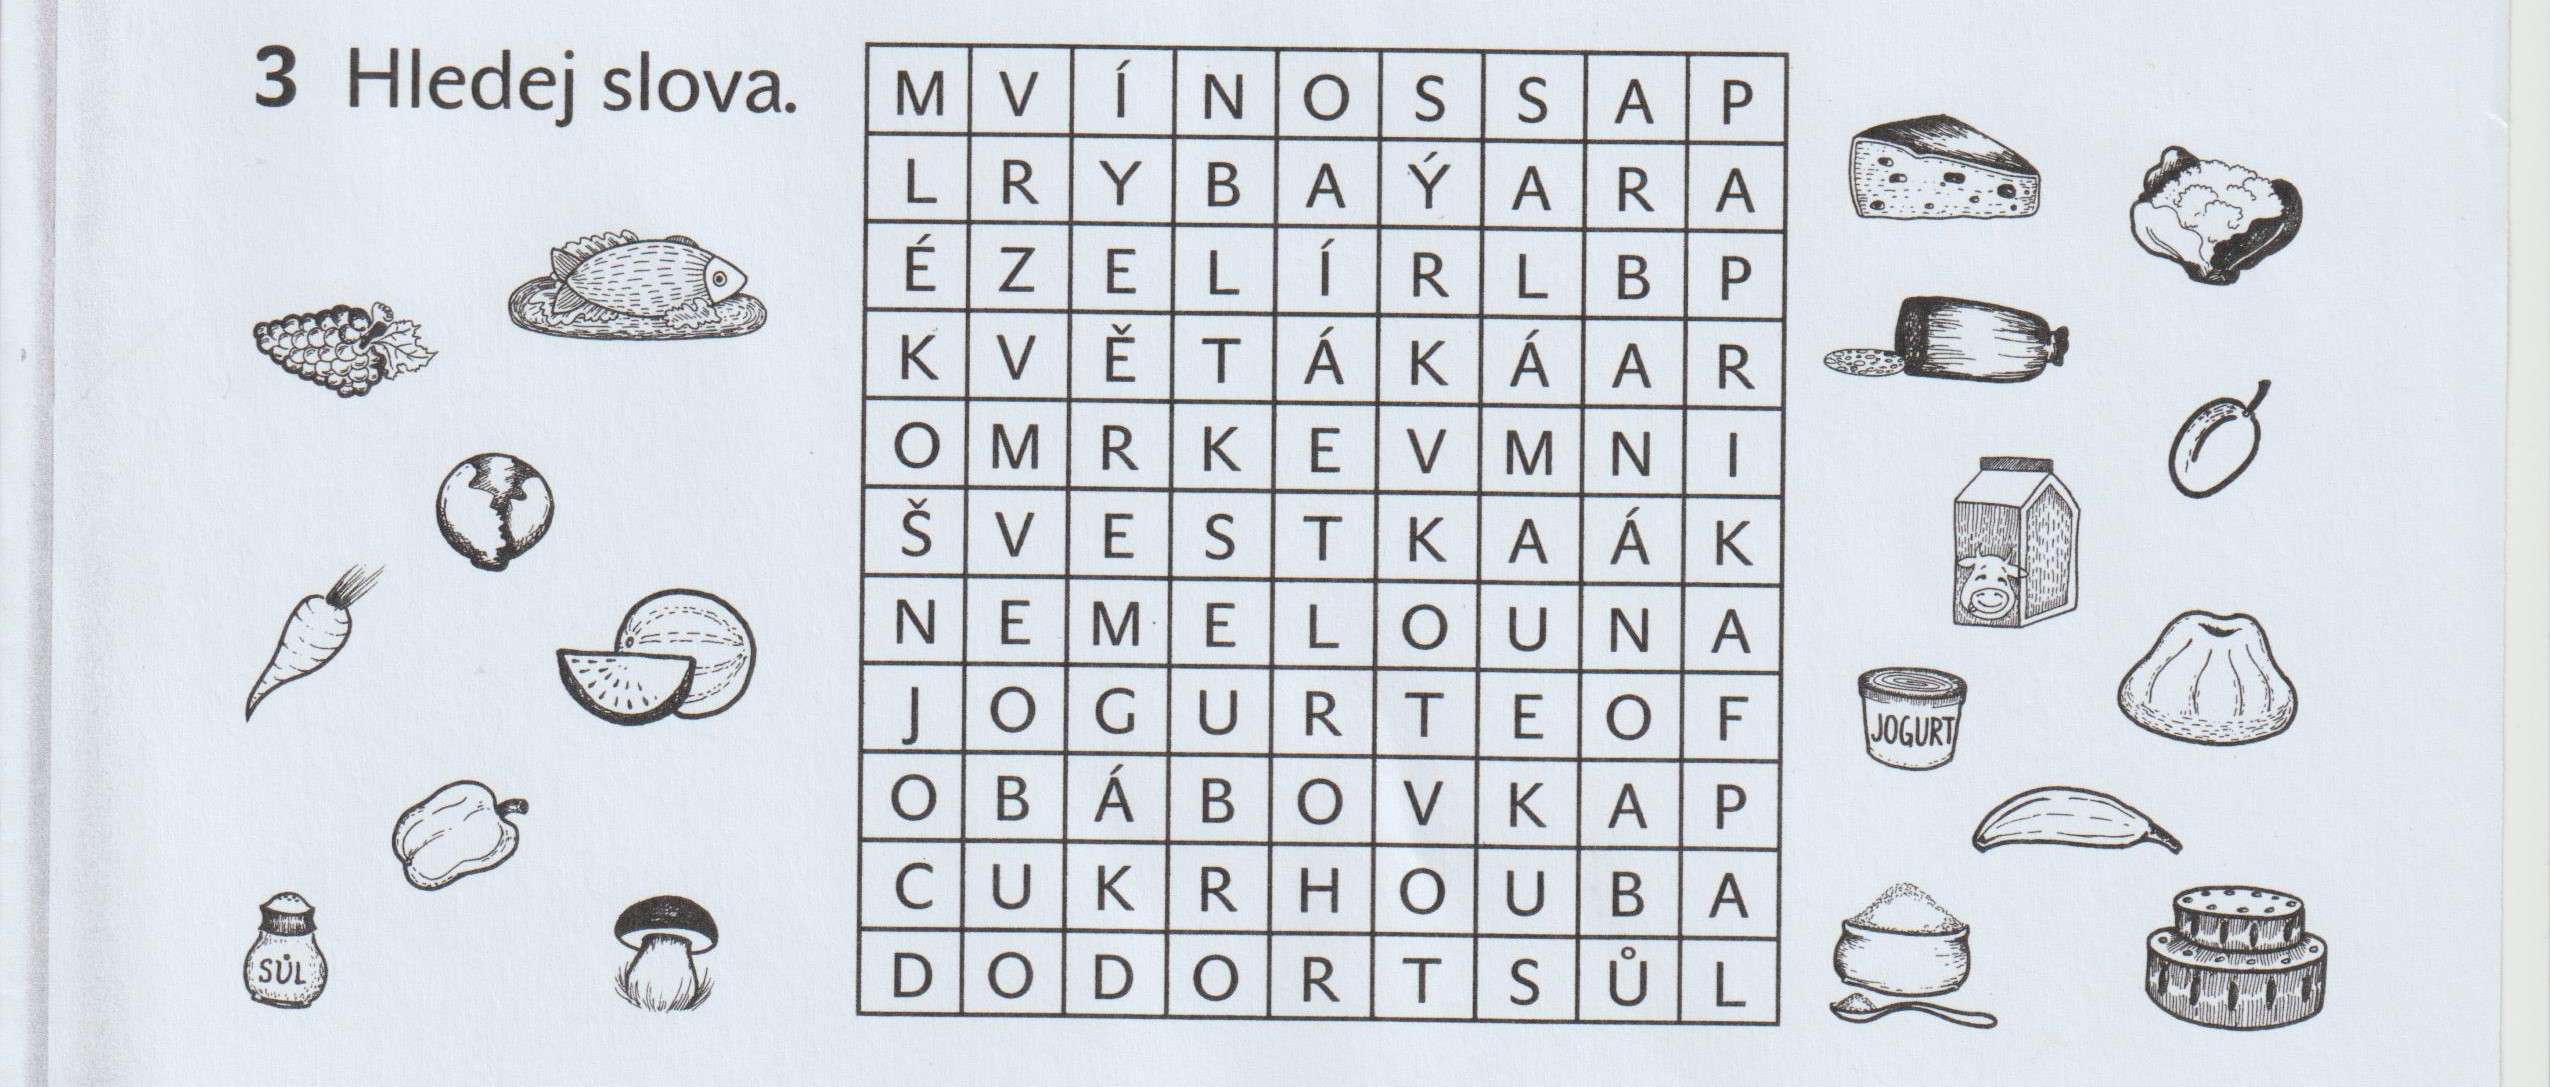 3 Hledej slova.
M V Í N O S S A P
L R Y B A Ý A R A
É Z E L Í R L B P
K V Ě T Á K Á A R
O M R K E V M N I
Š V E S T K A Á K
N E M E L O U N A
J O G U R T E O F
O B Á B O V K A P
C U K R H O U B A
D O D O R T S Ů L
JOGURT
SŮL